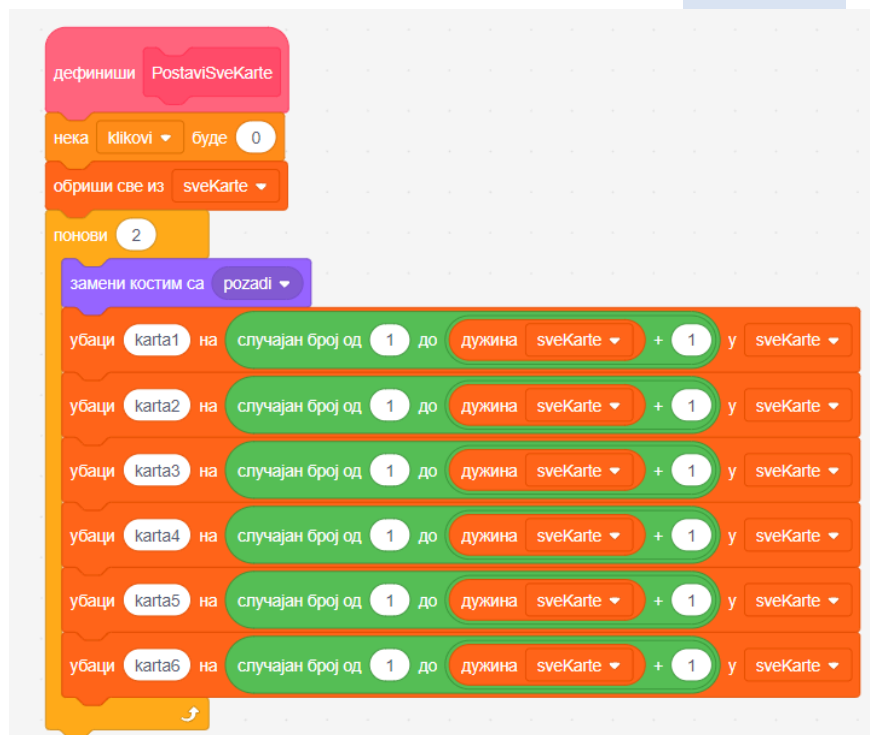 дефиниши PostaviSveKarte
нека klikovi буде 0
обриши све из sveKarte
понови 2
замени костим са pozadi
убаци karta1 на случајан број од 1 до дужина sveKarte + 1 у sveKarte
убаци karta2 на случајан број од 1 до дужина sveKarte + 1 у sveKarte
убаци karta3 на случајан број од 1 до дужина sveKarte + 1 у sveKarte
убаци karta4 на случајан број од 1 до дужина sveKarte + 1 у sveKarte
убаци karta5 на случајан број од 1 до дужина sveKarte + 1 у sveKarte
убаци karta6 на случајан број од 1 до дужина sveKarte + 1 у sveKarte